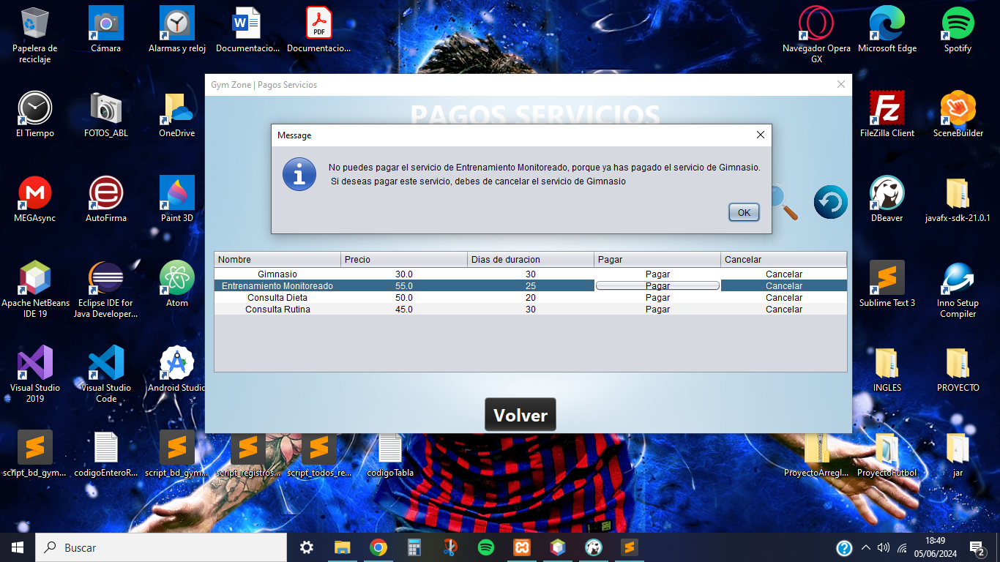 Papelera de
reciclaje
Cámara
Alarmas y reloj
Documentacio...
Documentacio...
Navegador Opera
GX
Microsoft Edge
Spotify
PDF
Gym Zone | Pagos Servicios
PAGOS SERVICIOS
El Tiempo
FOTOS_ABL
OneDrive
FileZilla Client
SceneBuilder
Message
No puedes pagar el servicio de Entrenamiento Monitoreado, porque ya has pagado el servicio de Gimnasio.
Si deseas pagar este servicio, debes de cancelar el servicio de Gimnasio
OK
MEGAsync
AutoFirma
Paint 3D
DBeaver
javafx-sdk-21.0.1
Nombre Precio Dias de duracion Pagar Cancelar
Gimnasio 30.0 30 Pagar Cancelar
Entrenamiento Monitoreado 55.0 25 Pagar Cancelar
Consulta Dieta 50.0 20 Pagar Cancelar
Consulta Rutina 45.0 30 Pagar Cancelar
Apache NetBeans
IDE 19
Eclipse IDE for
Java Developer...
Atom
Sublime Text 3
Inno Setup
Compiler
Visual Studio
2019
Visual Studio
Code
Android Studio
INGLES
PROYECTO
Volver
script_bd_gym...
codigoEnteroR...
script_bd_gym...
script_registros...
script_todos_re...
codigoTabla
ProyectoArregl...
ProyectoFutbol
jar
Buscar
18:49
05/06/2024
2